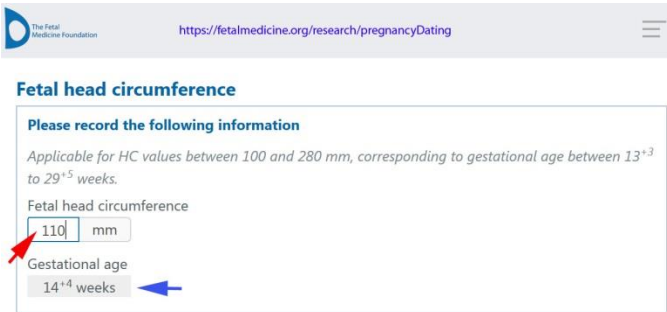 The Fetal
Medicine Foundation
https://fetalmedicine.org/research/pregnancyDating
Fetal head circumference
Please record the following information
Applicable for HC values between 100 and 280 mm, corresponding to gestational age between 13⁺³
to 29⁺⁵ weeks.
Fetal head circumference
110 mm
Gestational age
14⁺⁴ weeks